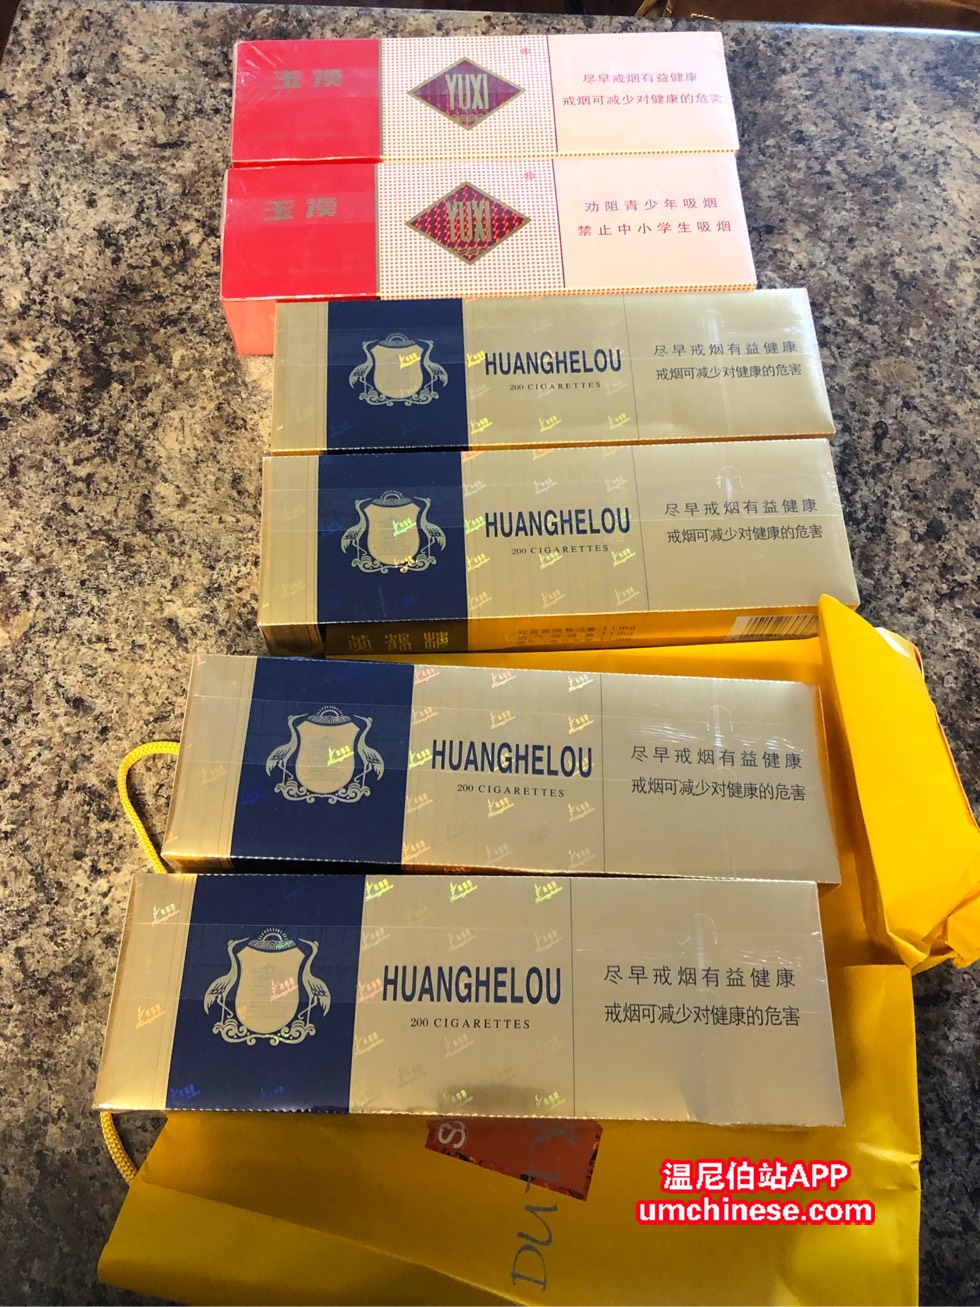 玉溪
YUXI
尽早戒烟有益健康
戒烟可减少对健康的危害
玉溪
YUXI
劝阻青少年吸烟
禁止中小学生吸烟
HUANGHELOU
200 CIGARETTES
尽早戒烟有益健康
戒烟可减少对健康的危害
HUANGHELOU
200 CIGARETTES
尽早戒烟有益健康
戒烟可减少对健康的危害
黄鹤楼
11mg
11mg
HUANGHELOU
200 CIGARETTES
尽早戒烟有益健康
戒烟可减少对健康的危害
HUANGHELOU
200 CIGARETTES
尽早戒烟有益健康
戒烟可减少对健康的危害
温尼伯站APP
umchinese.com